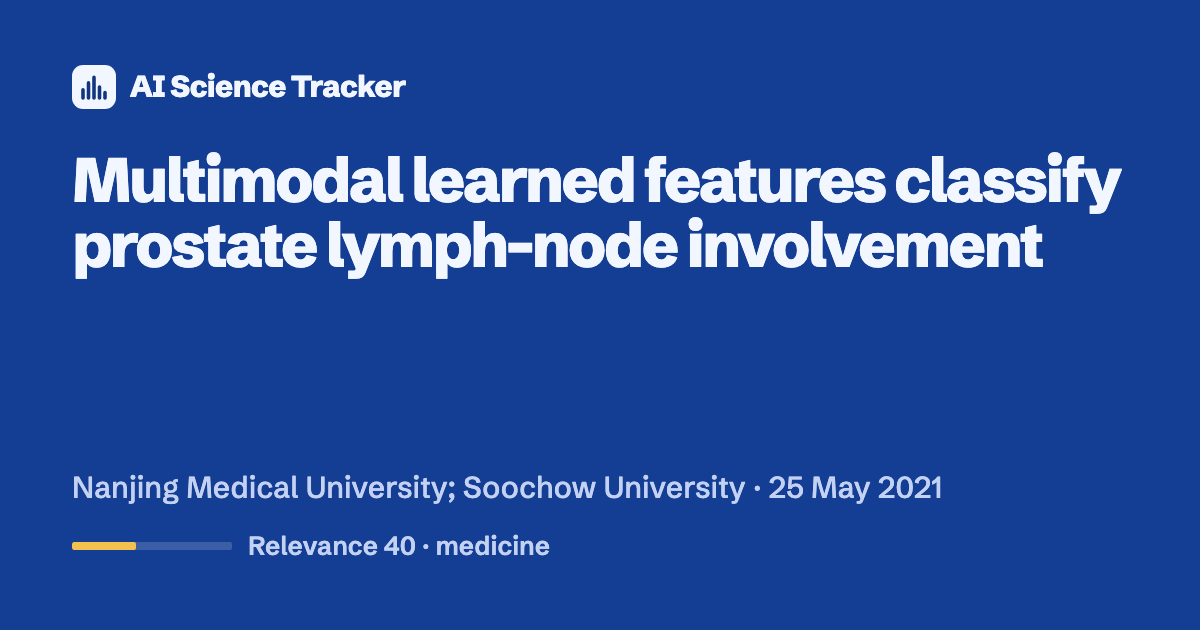 AI Science Tracker
Multimodal learned features classify
prostate lymph-node involvement
Nanjing Medical University; Soochow University · 25 May 2021
Relevance 40 · medicine